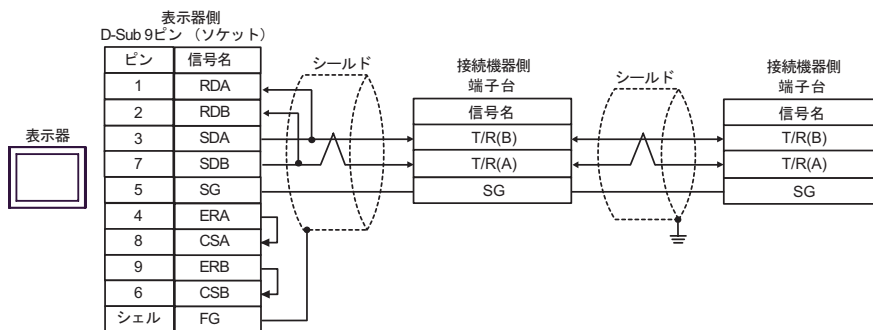 表示器側
D-Sub 9ピン （ソケット）
ピン 信号名
1 RDA
2 RDB
3 SDA
7 SDB
5 SG
4 ERA
8 CSA
9 ERB
6 CSB
シェル FG
表示器
シールド
接続機器側
端子台
信号名
T/R(B)
T/R(A)
SG
シールド
接続機器側
端子台
信号名
T/R(B)
T/R(A)
SG